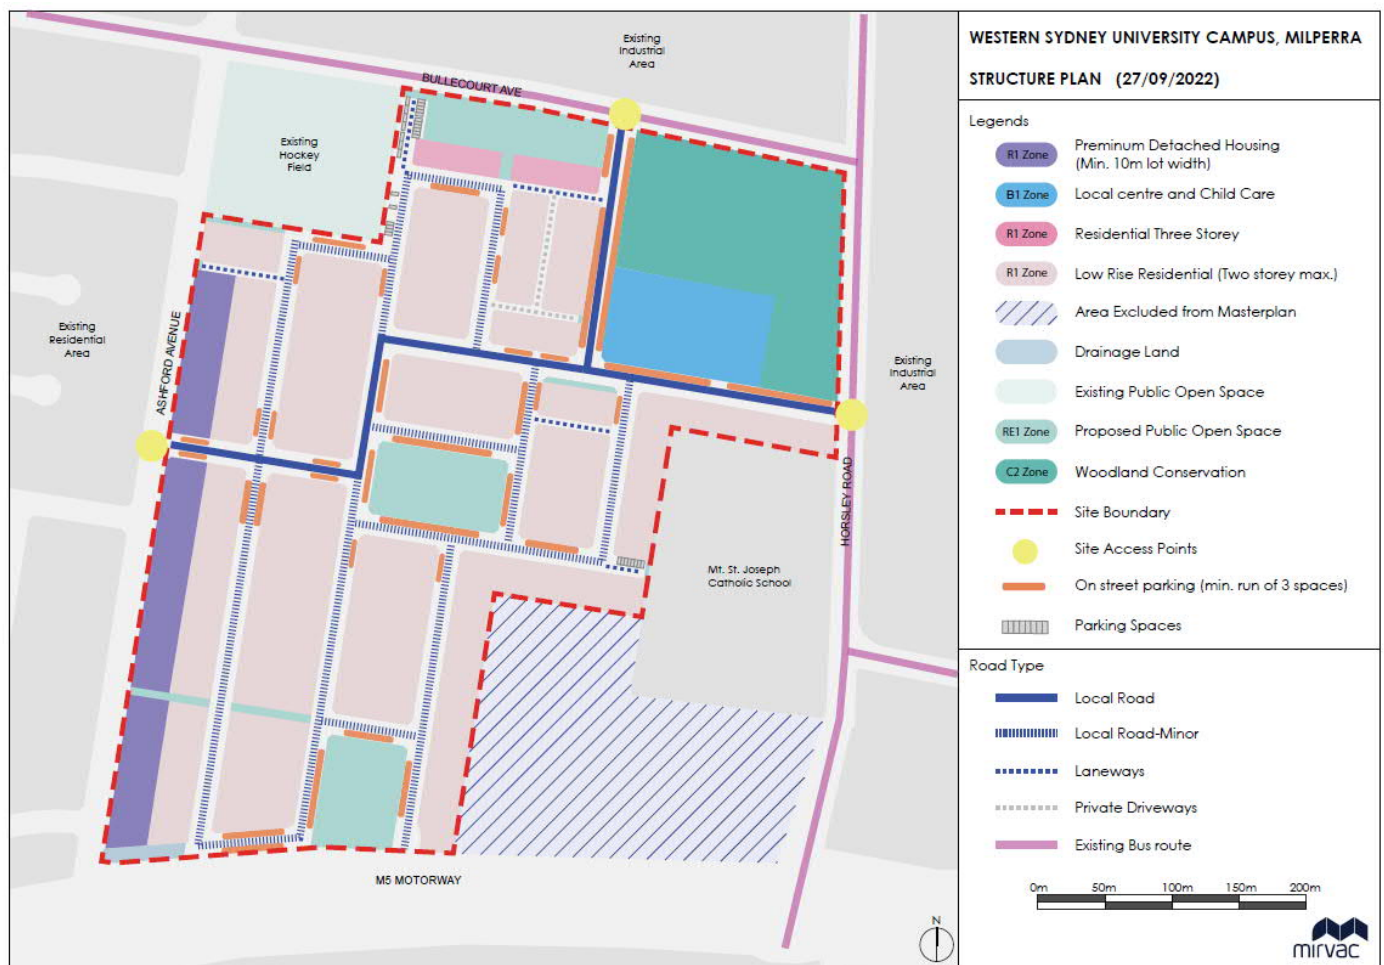 WESTERN SYDNEY UNIVERSITY CAMPUS, MILPERRA
STRUCTURE PLAN (27/09/2022)
Legends
R1 Zone
Preminum Detached Housing
(Min. 10m lot width)
B1 Zone
Local centre and Child Care
R1 Zone
Residential Three Storey
R1 Zone
Low Rise Residential (Two storey max.)
Area Excluded from Masterplan
Drainage Land
Existing Public Open Space
RE1 Zone
Proposed Public Open Space
C2 Zone
Woodland Conservation
Site Boundary
Site Access Points
On street parking (min. run of 3 spaces)
Parking Spaces
Road Type
Local Road
Local Road-Minor
Laneways
Private Driveways
Existing Bus route
0m 50m 100m 150m 200m
N
mirvac
Existing
Industrial
Area
BULLECOURT AVE
Existing
Hockey
Field
Existing
Residential
Area
ASHFORD AVENUE
Existing
Industrial
Area
HORSLEY ROAD
Mt. St. Joseph
Catholic School
M5 MOTORWAY